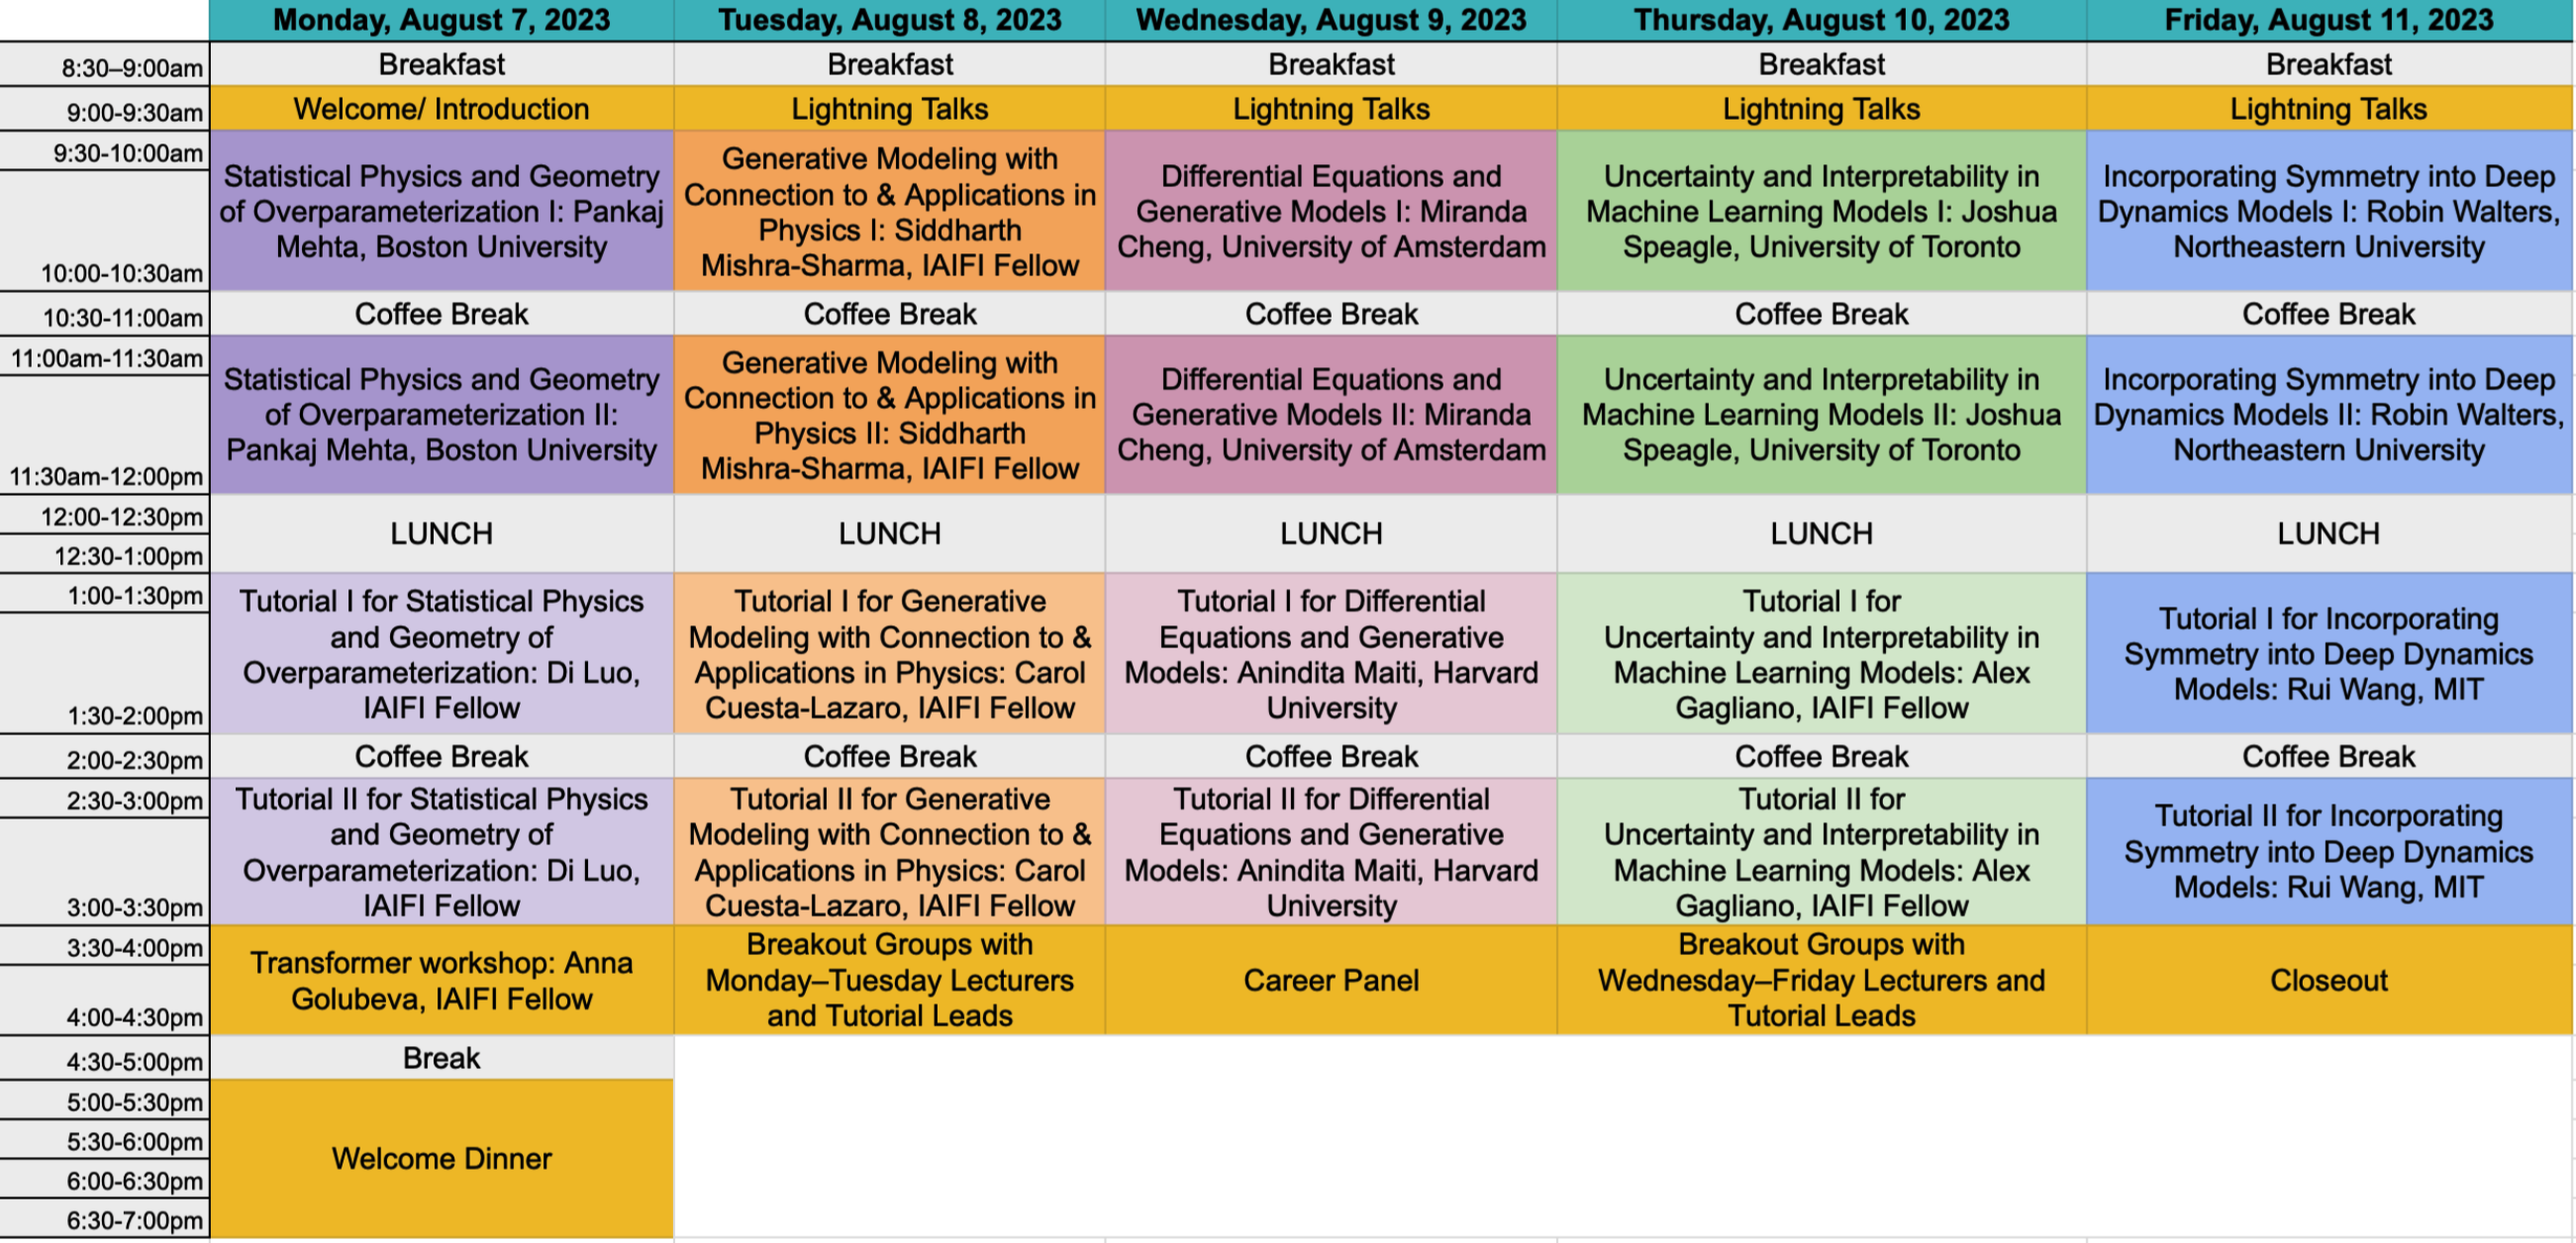 Monday, August 7, 2023
Tuesday, August 8, 2023
Wednesday, August 9, 2023
Thursday, August 10, 2023
Friday, August 11, 2023
8:30–9:00am
Breakfast
Breakfast
Breakfast
Breakfast
Breakfast
9:00-9:30am
Welcome/ Introduction
Lightning Talks
Lightning Talks
Lightning Talks
Lightning Talks
9:30-10:00am
10:00-10:30am
Statistical Physics and Geometry
of Overparameterization I: Pankaj
Mehta, Boston University
Generative Modeling with
Connection to & Applications in
Physics I: Siddharth
Mishra-Sharma, IAIFI Fellow
Differential Equations and
Generative Models I: Miranda
Cheng, University of Amsterdam
Uncertainty and Interpretability in
Machine Learning Models I: Joshua
Speagle, University of Toronto
Incorporating Symmetry into Deep
Dynamics Models I: Robin Walters,
Northeastern University
10:30-11:00am
Coffee Break
Coffee Break
Coffee Break
Coffee Break
Coffee Break
11:00am-11:30am
11:30am-12:00pm
Statistical Physics and Geometry
of Overparameterization II:
Pankaj Mehta, Boston University
Generative Modeling with
Connection to & Applications in
Physics II: Siddharth
Mishra-Sharma, IAIFI Fellow
Differential Equations and
Generative Models II: Miranda
Cheng, University of Amsterdam
Uncertainty and Interpretability in
Machine Learning Models II: Joshua
Speagle, University of Toronto
Incorporating Symmetry into Deep
Dynamics Models II: Robin Walters,
Northeastern University
12:00-12:30pm
12:30-1:00pm
LUNCH
LUNCH
LUNCH
LUNCH
LUNCH
1:00-1:30pm
1:30-2:00pm
Tutorial I for Statistical Physics
and Geometry of
Overparameterization: Di Luo,
IAIFI Fellow
Tutorial I for Generative
Modeling with Connection to &
Applications in Physics: Carol
Cuesta-Lazaro, IAIFI Fellow
Tutorial I for Differential
Equations and Generative
Models: Anindita Maiti, Harvard
University
Tutorial I for
Uncertainty and Interpretability in
Machine Learning Models: Alex
Gagliano, IAIFI Fellow
Tutorial I for Incorporating
Symmetry into Deep Dynamics
Models: Rui Wang, MIT
2:00-2:30pm
Coffee Break
Coffee Break
Coffee Break
Coffee Break
Coffee Break
2:30-3:00pm
3:00-3:30pm
Tutorial II for Statistical Physics
and Geometry of
Overparameterization: Di Luo,
IAIFI Fellow
Tutorial II for Generative
Modeling with Connection to &
Applications in Physics: Carol
Cuesta-Lazaro, IAIFI Fellow
Tutorial II for Differential
Equations and Generative
Models: Anindita Maiti, Harvard
University
Tutorial II for
Uncertainty and Interpretability in
Machine Learning Models: Alex
Gagliano, IAIFI Fellow
Tutorial II for Incorporating
Symmetry into Deep Dynamics
Models: Rui Wang, MIT
3:30-4:00pm
4:00-4:30pm
Transformer workshop: Anna
Golubeva, IAIFI Fellow
Breakout Groups with
Monday–Tuesday Lecturers
and Tutorial Leads
Career Panel
Breakout Groups with
Wednesday–Friday Lecturers and
Tutorial Leads
Closeout
4:30-5:00pm
Break
5:00-5:30pm
5:30-6:00pm
6:00-6:30pm
6:30-7:00pm
Welcome Dinner